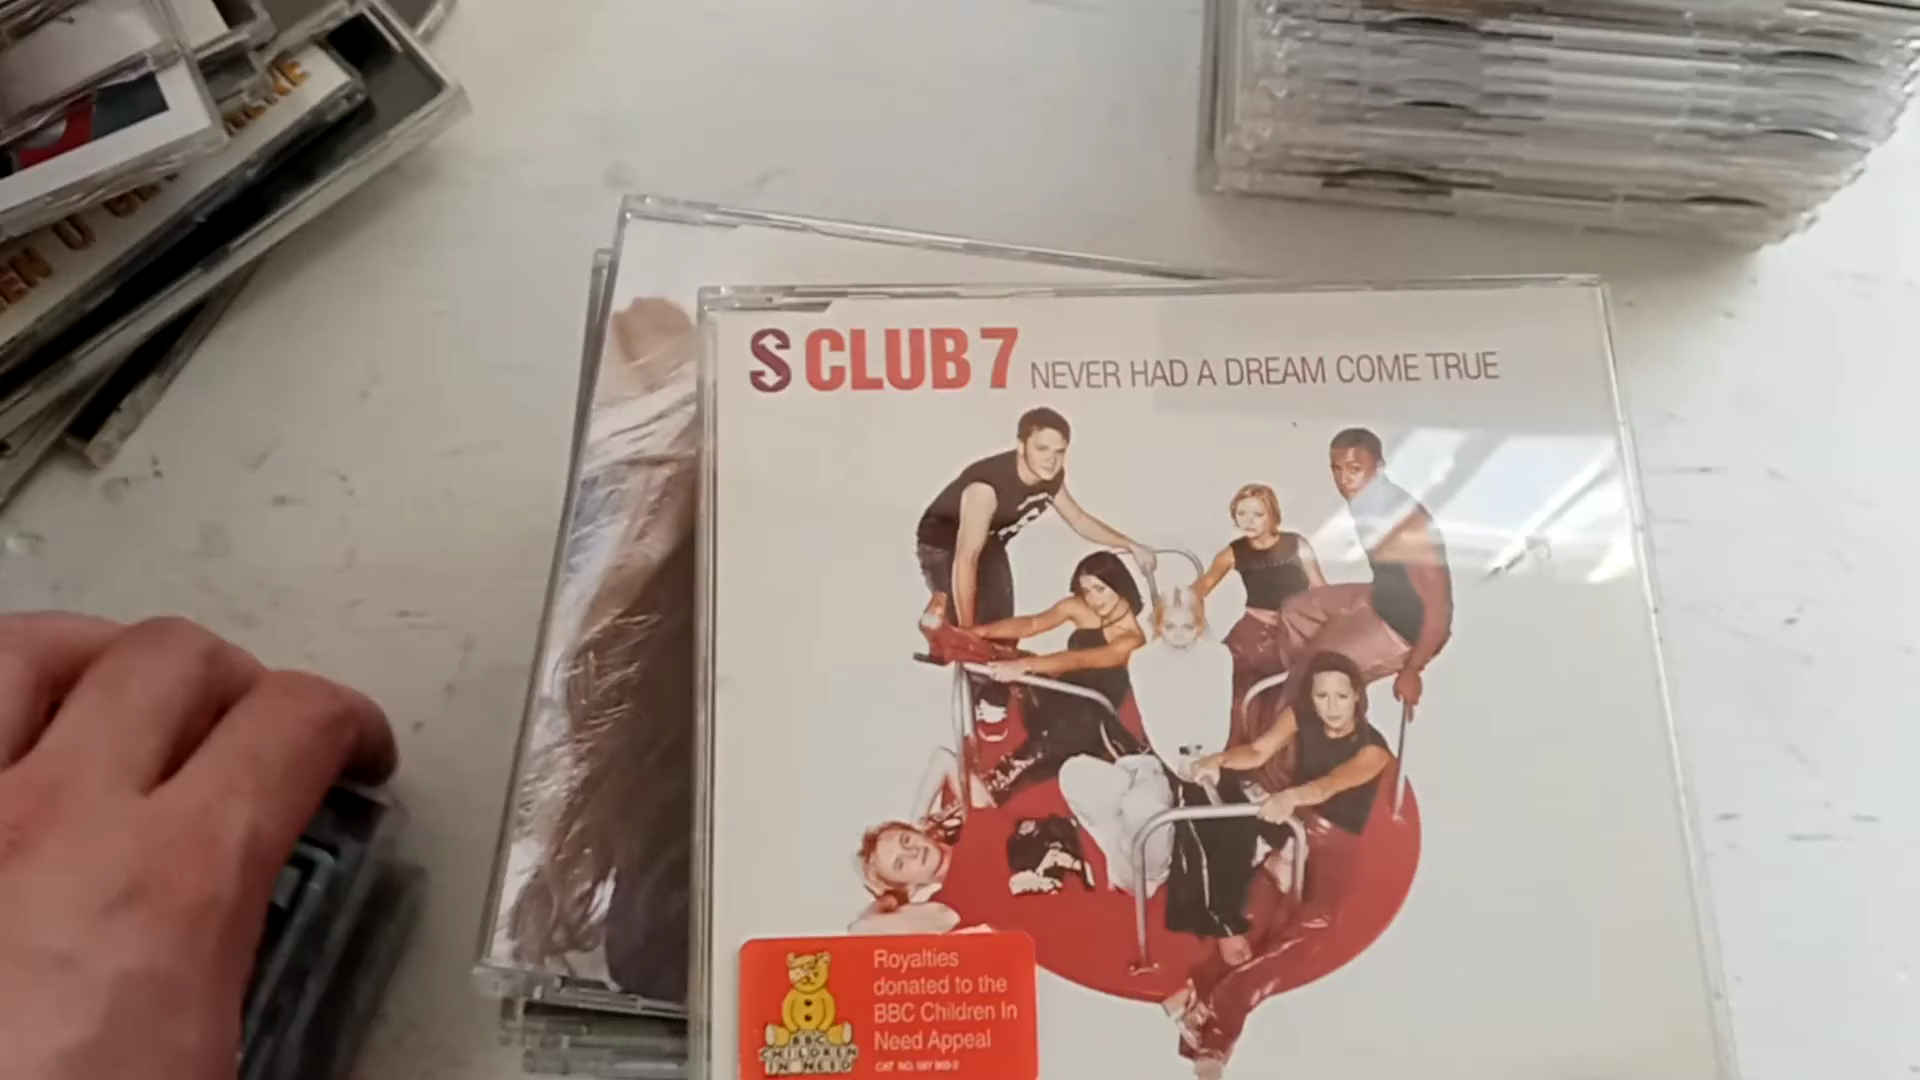 S CLUB 7 NEVER HAD A DREAM COME TRUE
Royalties
donated to the
BBC Children In
Need Appeal
BBC
CHILDREN
IN NEED
EN U